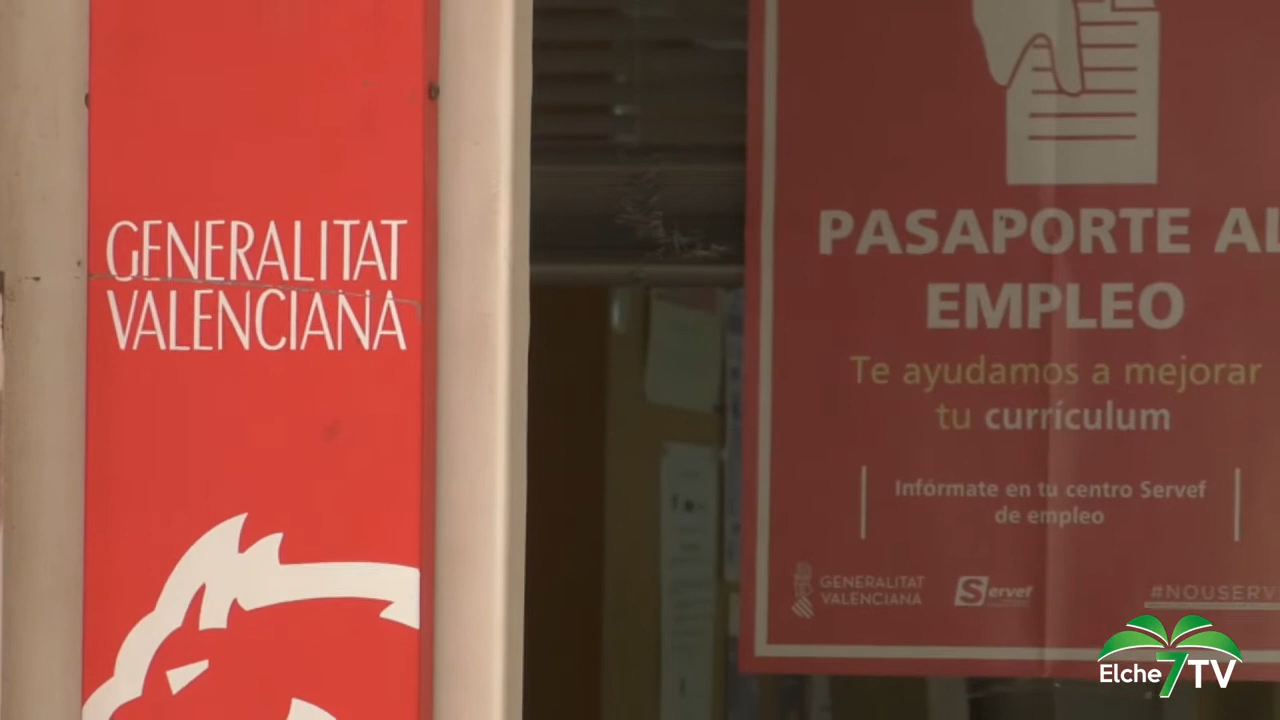 GENERALITAT
VALENCIANA
PASAPORTE AL
EMPLEO
Te ayudamos a mejorar
tu currículum
Infórmate en tu centro Servef
de empleo
GENERALITAT
VALENCIANA
Servef
#NOUSERV
Elche 7 TV